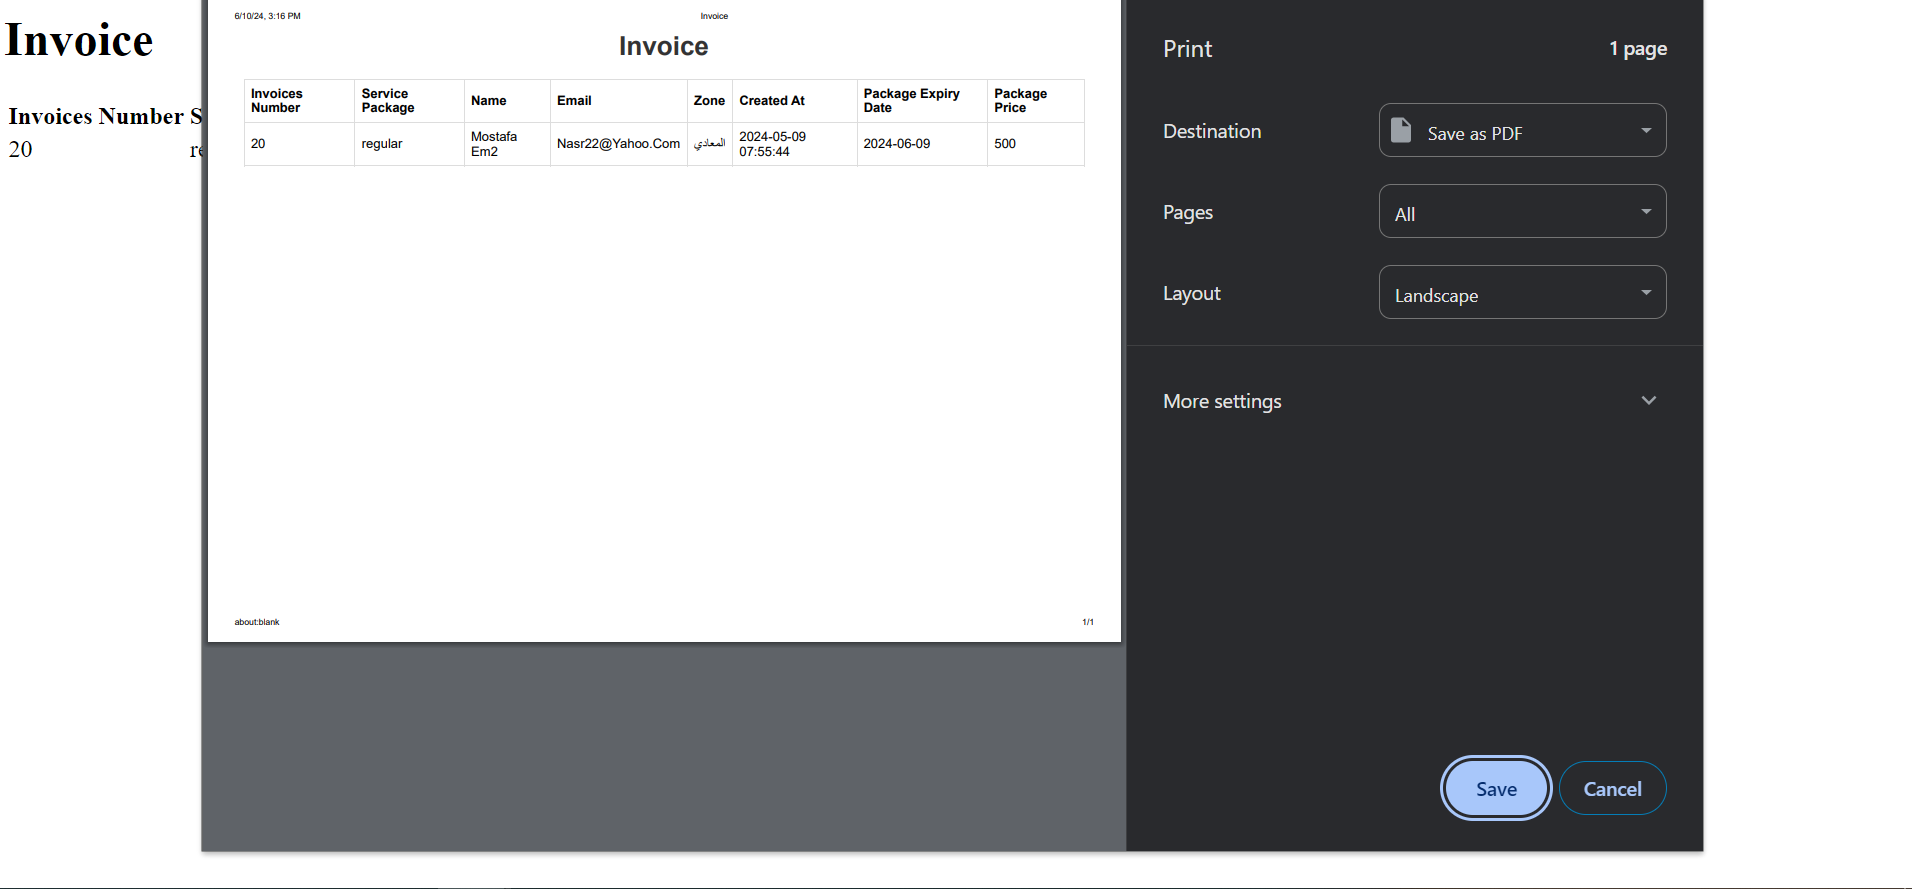 Invoice
Invoices Number S
20 re
6/10/24, 3:16 PM Invoice
Invoice
Invoices Number Service Package Name Email Zone Created At Package Expiry Date Package Price
20 regular Mostafa Em2 Nasr22@Yahoo.Com المعادي 2024-05-09 07:55:44 2024-06-09 500
about:blank 1/1
Print 1 page
Destination Save as PDF
Pages All
Layout Landscape
More settings
Save Cancel